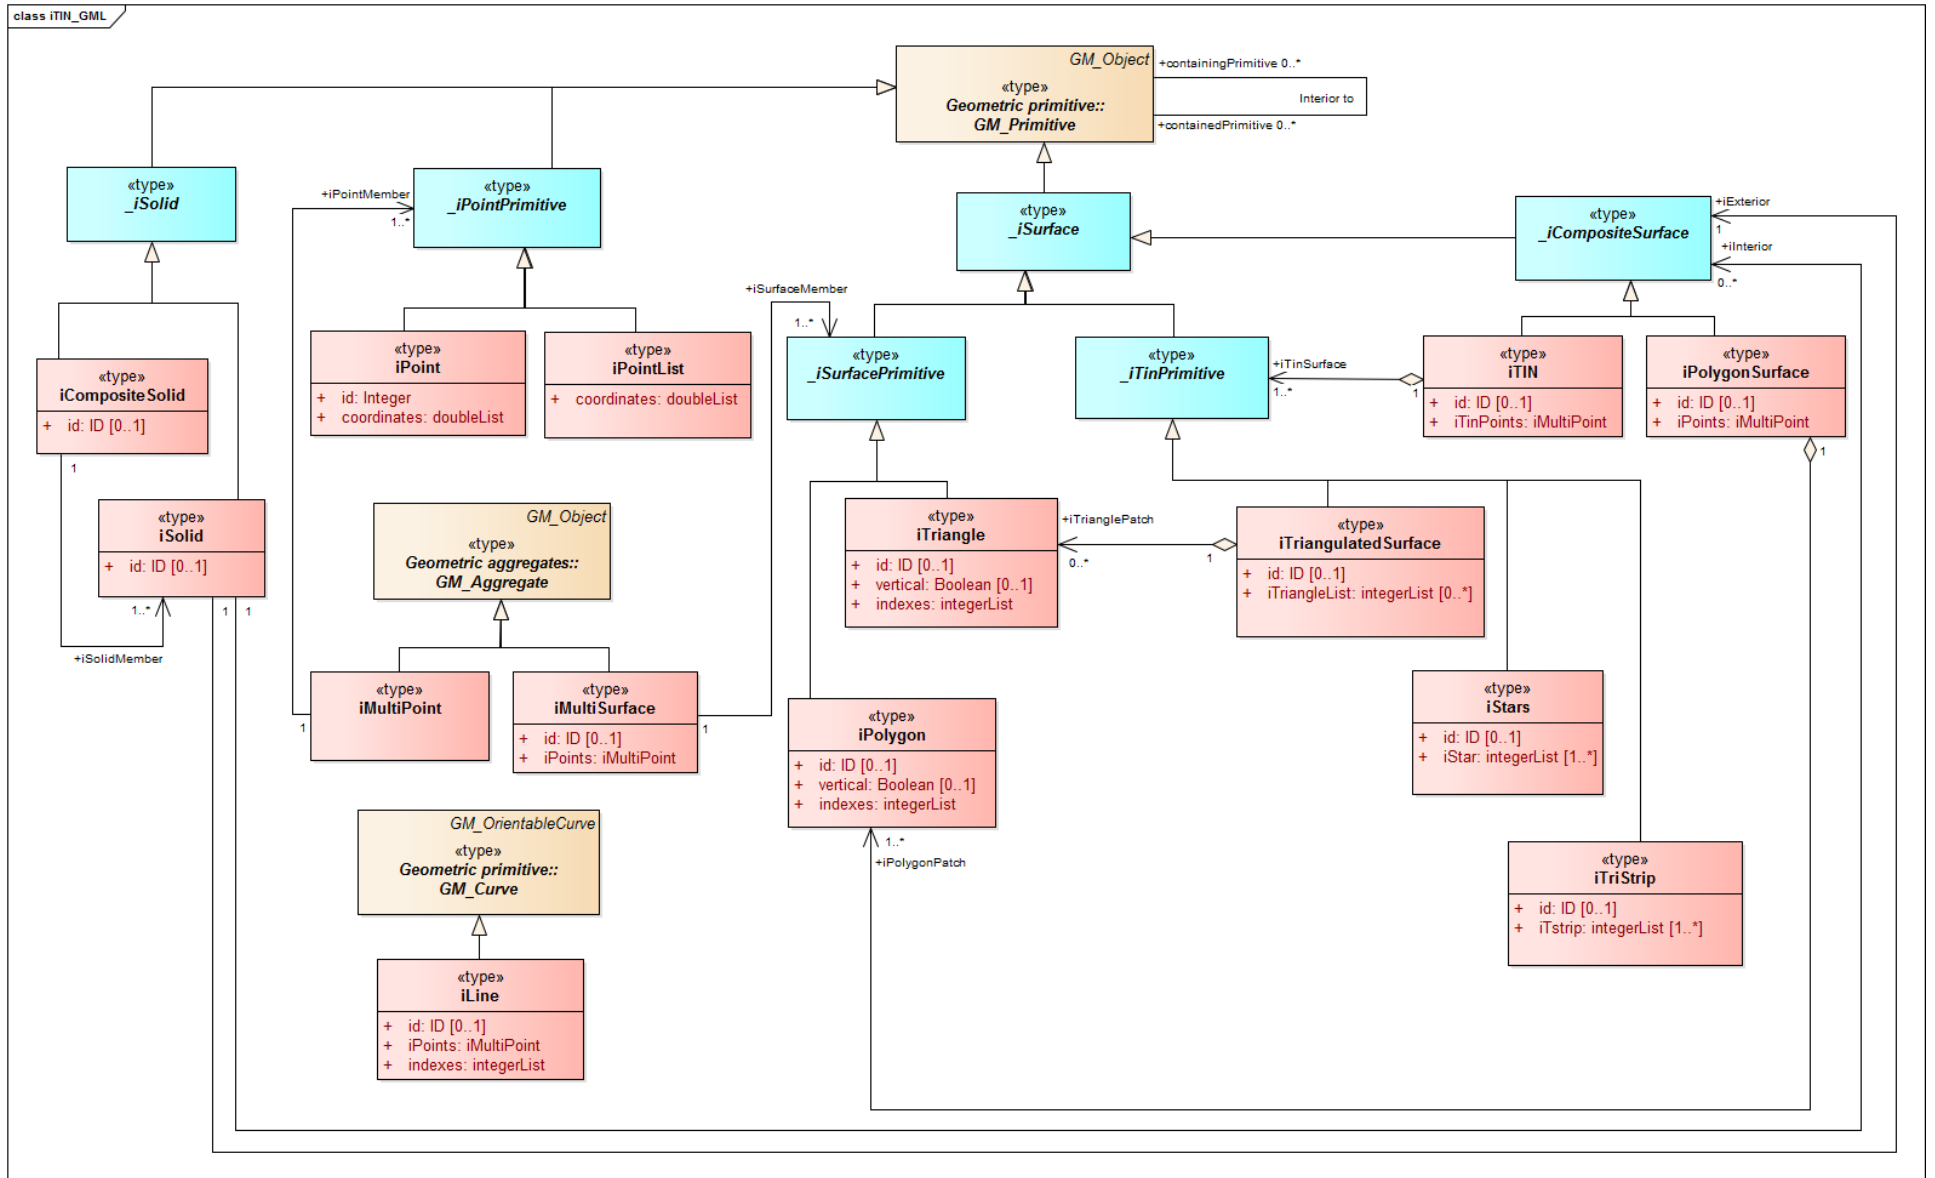 class iTIN_GML
GM_Object
«type»
Geometric primitive::
GM_Primitive
+containingPrimitive 0..*
Interior to
+containedPrimitive 0..*
«type»
_iSolid
«type»
_iPointPrimitive
+iPointMember
1..*
«type»
_iSurface
«type»
_iCompositeSurface
+iExterior
1
+iInterior
0..*
+iSurfaceMember
1..*
«type»
iCompositeSolid
+ id: ID [0..1]
1
«type»
iPoint
+ id: Integer
+ coordinates: doubleList
«type»
iPointList
+ coordinates: doubleList
«type»
_iSurfacePrimitive
«type»
_iTinPrimitive
+iTinSurface
1..*
1
«type»
iTIN
+ id: ID [0..1]
+ iTinPoints: iMultiPoint
«type»
iPolygonSurface
+ id: ID [0..1]
+ iPoints: iMultiPoint
1
«type»
iSolid
+ id: ID [0..1]
1..*
1
1
+iSolidMember
GM_Object
«type»
Geometric aggregates::
GM_Aggregate
«type»
iTriangle
+ id: ID [0..1]
+ vertical: Boolean [0..1]
+ indexes: integerList
+iTrianglePatch
0..*
1
«type»
iTriangulatedSurface
+ id: ID [0..1]
+ iTriangleList: integerList [0..*]
«type»
iMultiPoint
1
«type»
iMultiSurface
+ id: ID [0..1]
+ iPoints: iMultiPoint
1
«type»
iPolygon
+ id: ID [0..1]
+ vertical: Boolean [0..1]
+ indexes: integerList
1..*
+iPolygonPatch
«type»
iStars
+ id: ID [0..1]
+ iStar: integerList [1..*]
GM_OrientableCurve
«type»
Geometric primitive::
GM_Curve
«type»
iTriStrip
+ id: ID [0..1]
+ iTstrip: integerList [1..*]
«type»
iLine
+ id: ID [0..1]
+ iPoints: iMultiPoint
+ indexes: integerList